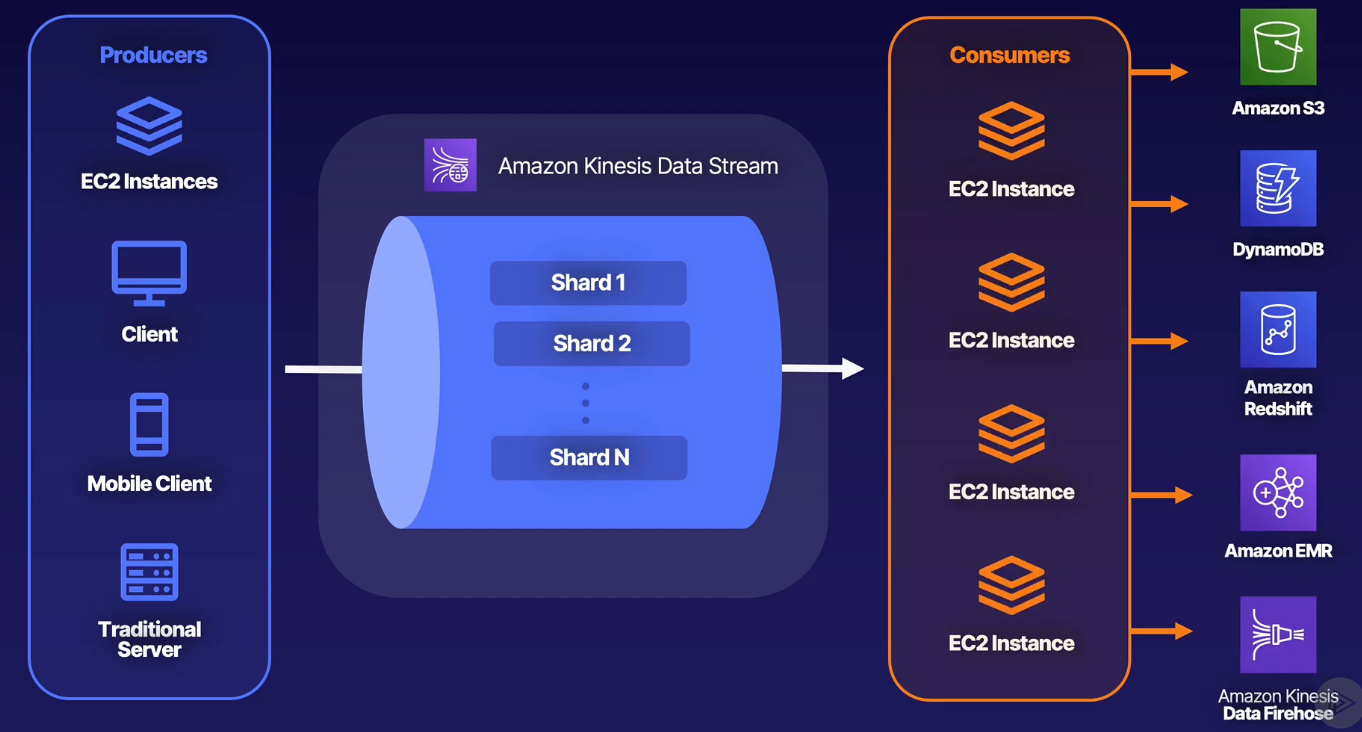 Producers
EC2 Instances
Client
Mobile Client
Traditional
Server
Amazon Kinesis Data Stream
Shard 1
Shard 2
Shard N
Consumers
EC2 Instance
EC2 Instance
EC2 Instance
EC2 Instance
Amazon S3
DynamoDB
Amazon
Redshift
Amazon EMR
Amazon Kinesis
Data Firehose